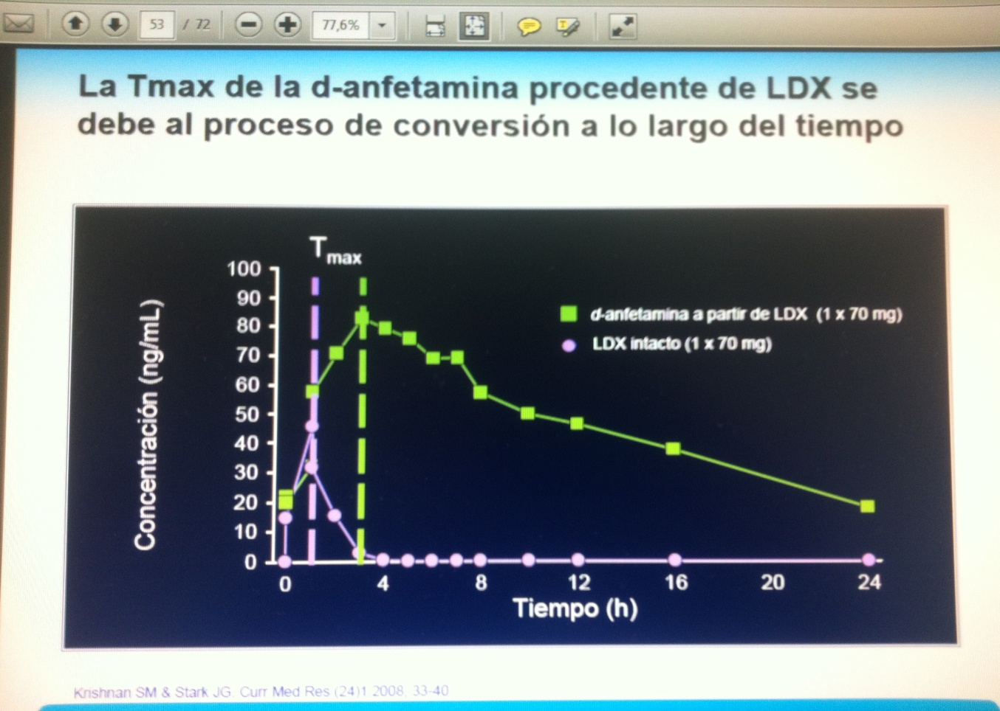 53 / 72 77,6%
La Tmax de la d-anfetamina procedente de LDX se
debe al proceso de conversión a lo largo del tiempo
Tmax
Concentración (ng/mL)
100
90
80
70
60
50
40
30
20
10
0
d-anfetamina a partir de LDX (1 x 70 mg)
LDX intacto (1 x 70 mg)
0 4 8 12 16 20 24
Tiempo (h)
Krishnan SM & Stark JG. Curr Med Res (24)1 2008, 33-40